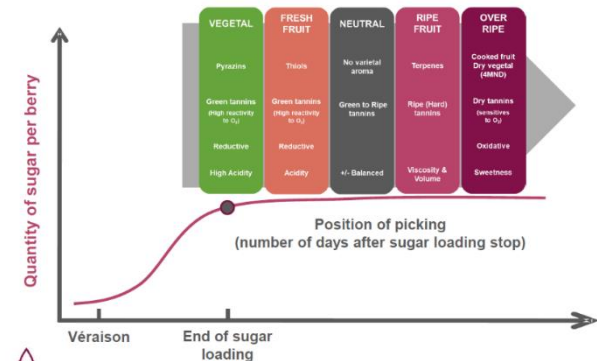 VEGETAL
Pyrazins
Green tannins
(High reactivity
to O₂)
Reductive
High Acidity
FRESH
FRUIT
Thiols
Green tannins
(High reactivity
to O₂)
Reductive
Acidity
NEUTRAL
No varietal
aroma
Green to Ripe
tannins
+/- Balanced
RIPE
FRUIT
Terpenes
Ripe (Hard)
tannins
Viscosity &
Volume
OVER
RIPE
Cooked fruit
Dry vegetal
(4MND)
Dry tannins
(sensitives
to O₂)
Oxidative
Sweetness
Quantity of sugar per berry
Position of picking
(number of days after sugar loading stop)
Véraison
End of sugar
loading